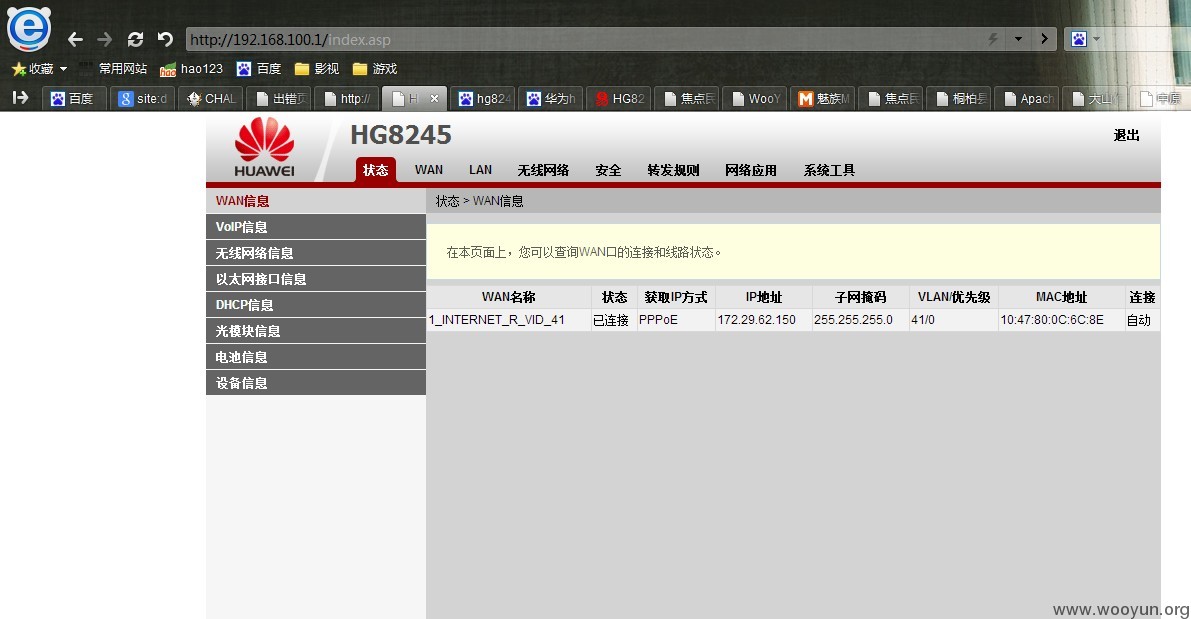 http://192.168.100.1/index.asp
收藏 常用网站 hao123 百度 影视 游戏
百度 site:d CHAL 出错页 http:// H hg824 华为h HG82 焦点民 WooY 魅族M 焦点民 桐柏县 Apach 大山 中原
HUAWEI
HG8245
退出
状态 WAN LAN 无线网络 安全 转发规则 网络应用 系统工具
WAN信息
VoIP信息
无线网络信息
以太网接口信息
DHCP信息
光模块信息
电池信息
设备信息
状态 > WAN信息
在本页面上，您可以查询WAN口的连接和线路状态。
WAN名称 状态 获取IP方式 IP地址 子网掩码 VLAN/优先级 MAC地址 连接
1_INTERNET_R_VID_41 已连接 PPPoE 172.29.62.150 255.255.255.0 41/0 10:47:80:0C:6C:8E 自动
www.wooyun.org